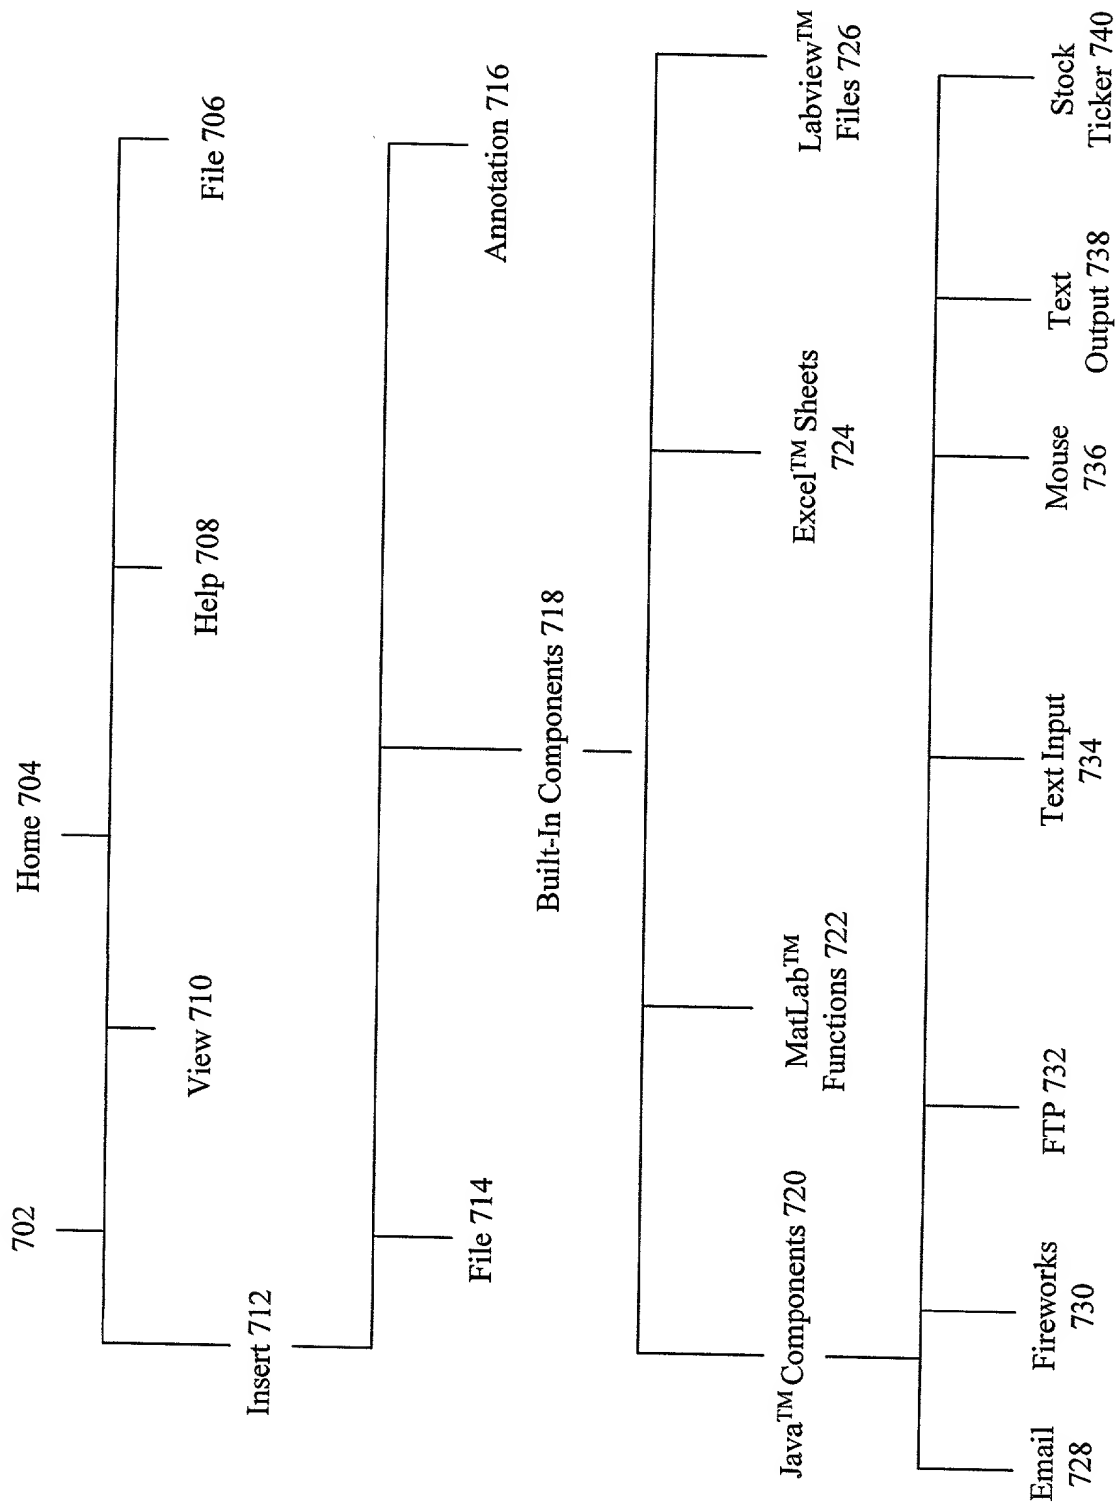 702
Home 704
Insert 712
View 710
Help 708
File 706
File 714
Built-In Components 718
Annotation 716
Java™ Components 720
MatLab™
Functions 722
Excel™ Sheets
724
Labview™
Files 726
Email
728
Fireworks
730
FTP 732
Text Input
734
Mouse
736
Text
Output 738
Stock
Ticker 740